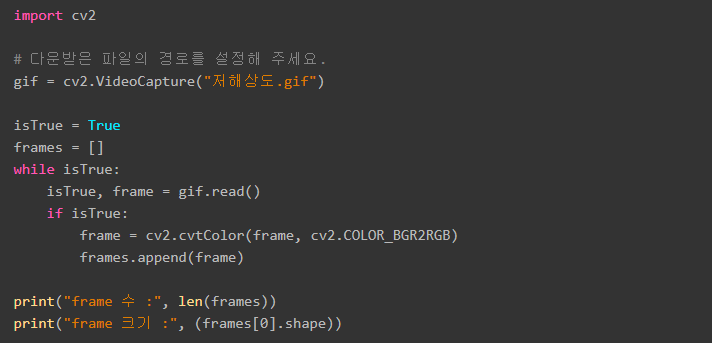 import cv2
# 다운받은 파일의 경로를 설정해 주세요.
gif = cv2.VideoCapture("저해상도.gif")
isTrue = True
frames = []
while isTrue:
    isTrue, frame = gif.read()
    if isTrue:
        frame = cv2.cvtColor(frame, cv2.COLOR_BGR2RGB)
        frames.append(frame)
print("frame 수 :", len(frames))
print("frame 크기 :", (frames[0].shape))